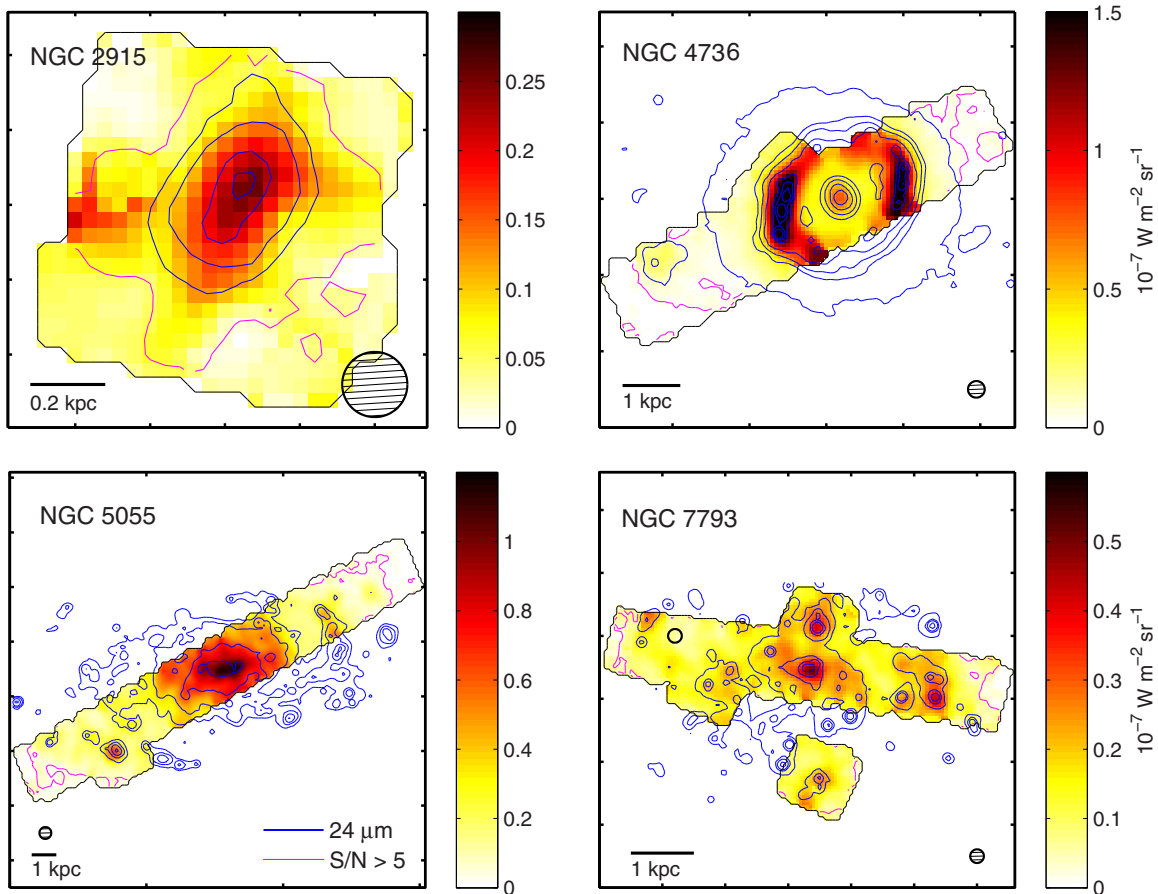 NGC 2915
0.25
0.2
0.15
0.1
0.05
0
0.2 kpc
NGC 4736
1.5
1
0.5
0
10⁻⁷ W m⁻² sr⁻¹
1 kpc
NGC 5055
1
0.8
0.6
0.4
0.2
0
24 μm
S/N > 5
1 kpc
NGC 7793
0.5
0.4
0.3
0.2
0.1
0
10⁻⁷ W m⁻² sr⁻¹
1 kpc